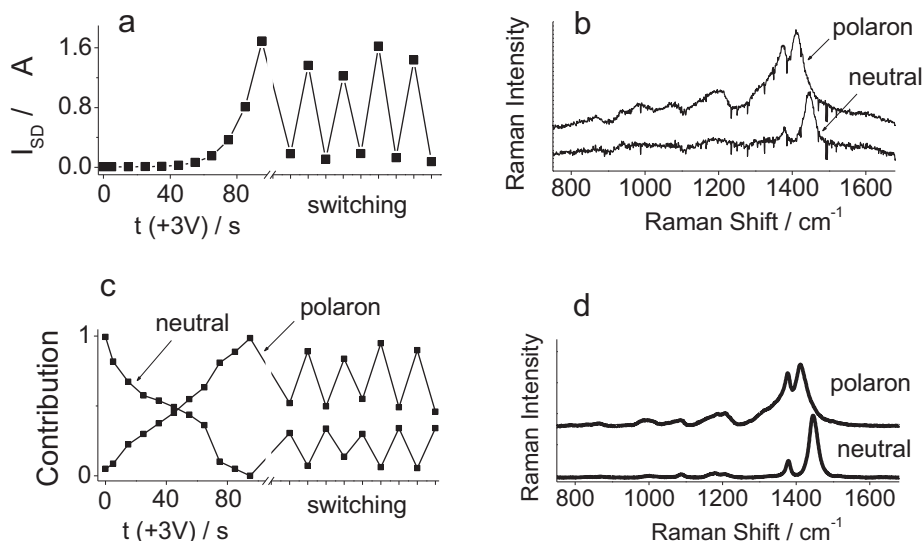 a
I_SD / A
1.6
0.8
0.0
0 40 80
t (+3V) / s
switching
b
Raman Intensity
polaron
neutral
800 1000 1200 1400 1600
Raman Shift / cm⁻¹
c
Contribution
1
0
neutral
polaron
0 40 80
t (+3V) / s
switching
d
Raman Intensity
polaron
neutral
800 1000 1200 1400 1600
Raman Shift / cm⁻¹